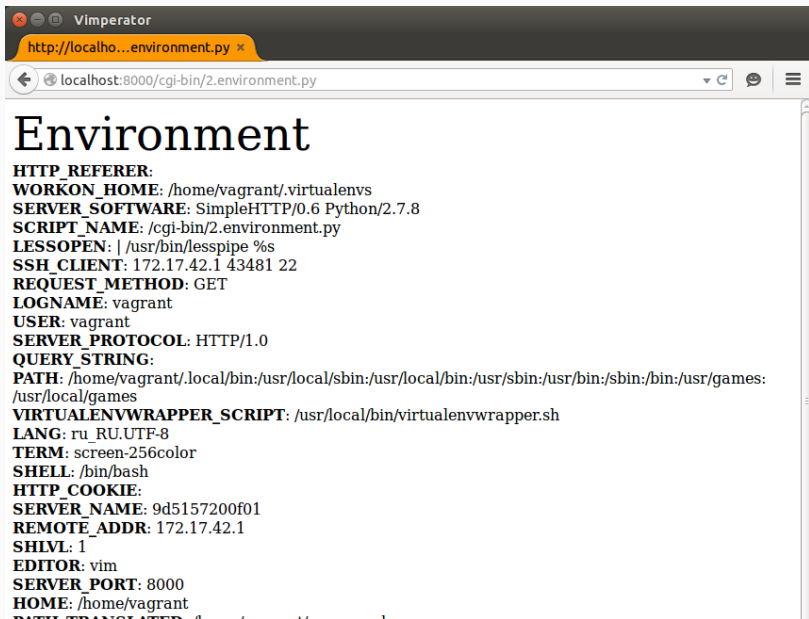 Vimperator
http://localho...environment.py ×
localhost:8000/cgi-bin/2.environment.py
Environment
HTTP_REFERER:
WORKON_HOME: /home/vagrant/.virtualenvs
SERVER_SOFTWARE: SimpleHTTP/0.6 Python/2.7.8
SCRIPT_NAME: /cgi-bin/2.environment.py
LESSOPEN: | /usr/bin/lesspipe %s
SSH_CLIENT: 172.17.42.1 43481 22
REQUEST_METHOD: GET
LOGNAME: vagrant
USER: vagrant
SERVER_PROTOCOL: HTTP/1.0
QUERY_STRING:
PATH: /home/vagrant/.local/bin:/usr/local/sbin:/usr/local/bin:/usr/sbin:/usr/bin:/sbin:/bin:/usr/games:
/usr/local/games
VIRTUALENVWRAPPER_SCRIPT: /usr/local/bin/virtualenvwrapper.sh
LANG: ru_RU.UTF-8
TERM: screen-256color
SHELL: /bin/bash
HTTP_COOKIE:
SERVER_NAME: 9d5157200f01
REMOTE_ADDR: 172.17.42.1
SHLVL: 1
EDITOR: vim
SERVER_PORT: 8000
HOME: /home/vagrant
PATH_TRANSLATED: